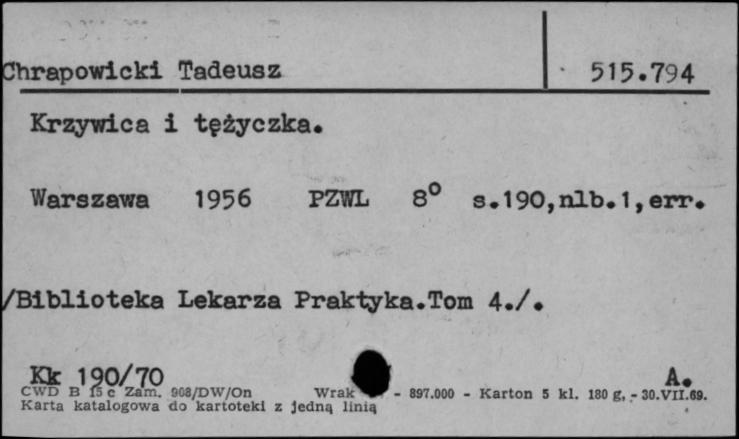 Chrapowicki Tadeusz 515.794
Krzywica i tężyczka.
Warszawa 1956 PZWL 8° s.190,nlb.1,err.
/Biblioteka Lekarza Praktyka.Tom 4./.
Kk 190/70 A.
CWD B 15 c Zam. 908/DW/On Wrak - 897.000 - Karton 5 kl. 180 g, - 30.VII.69.
Karta katalogowa do kartoteki z jedną linią